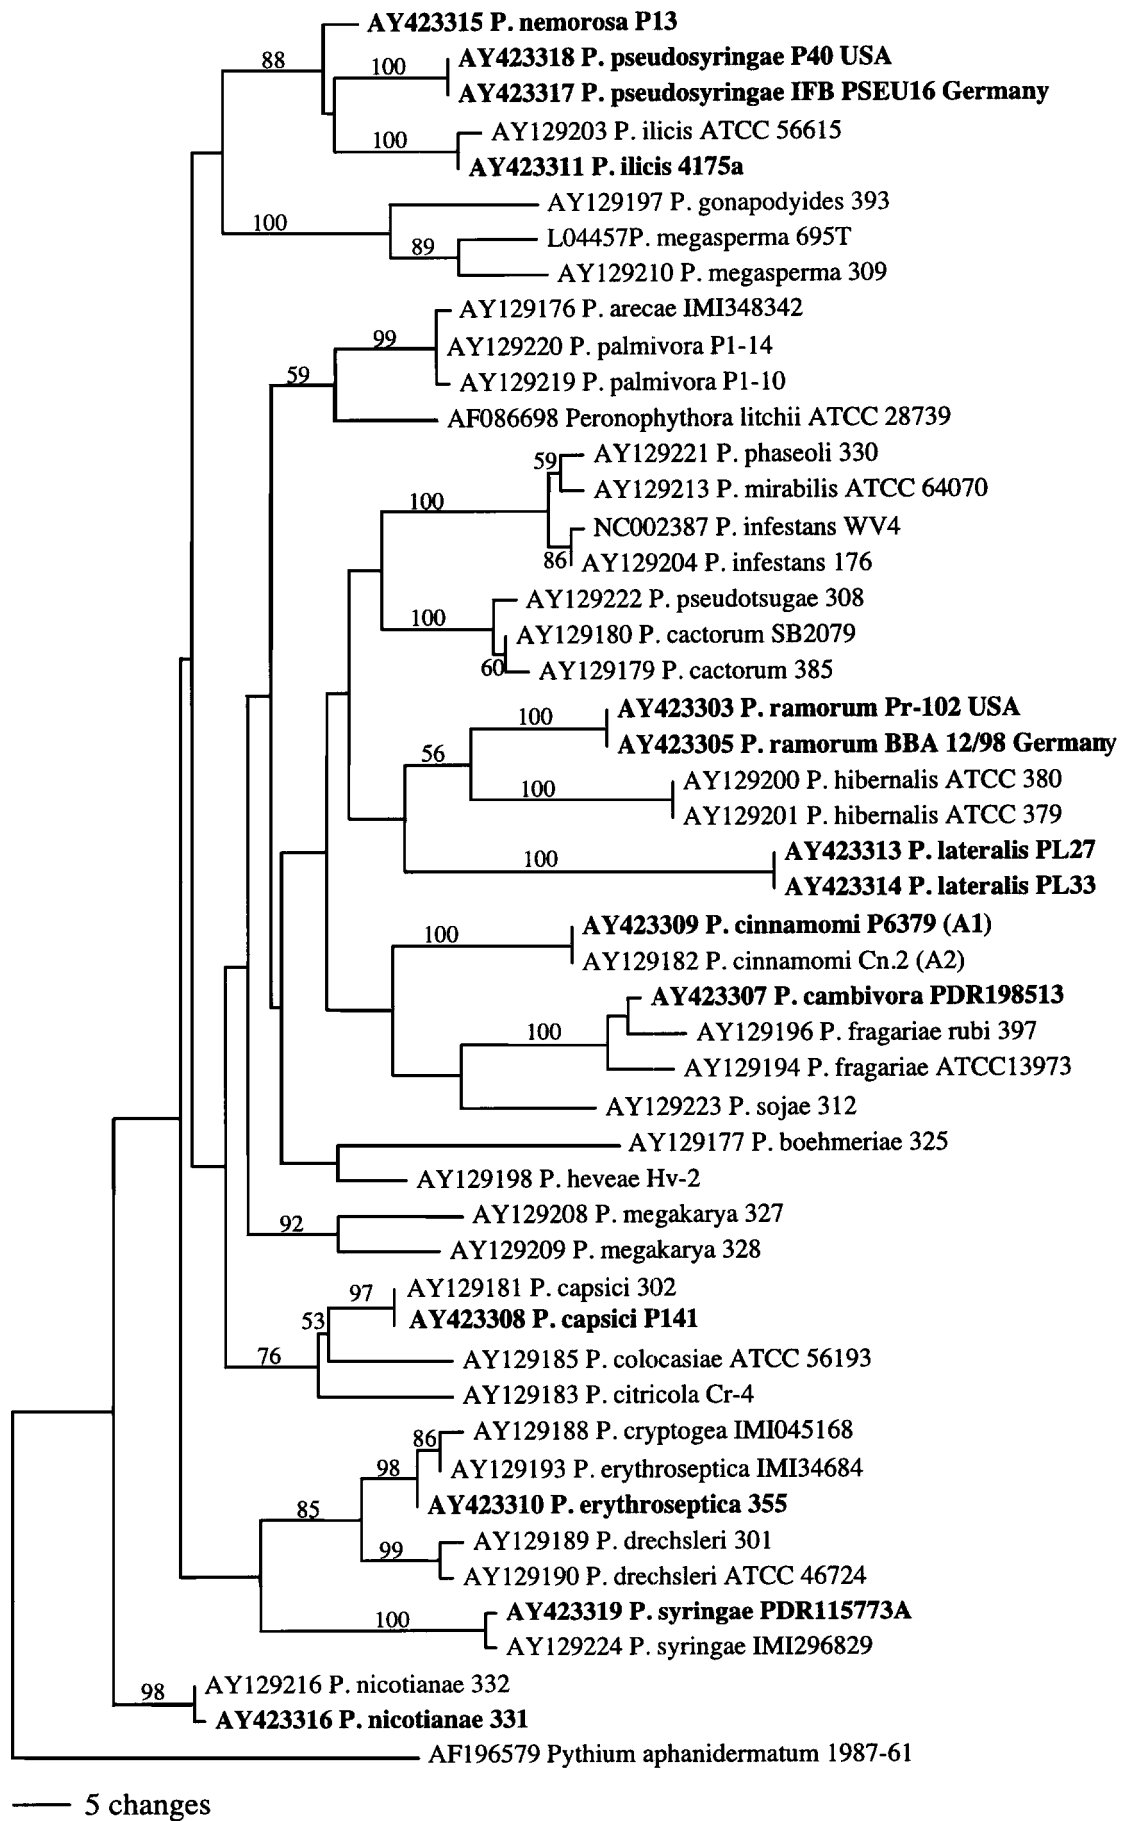 AY423315 P. nemorosa P13
88
AY423318 P. pseudosyringae P40 USA
100
AY423317 P. pseudosyringae IFB PSEU16 Germany
AY129203 P. ilicis ATCC 56615
100
AY423311 P. ilicis 4175a
AY129197 P. gonapodyides 393
100
L04457P. megasperma 695T
89
AY129210 P. megasperma 309
AY129176 P. arecae IMI348342
99
AY129220 P. palmivora P1-14
59
AY129219 P. palmivora P1-10
AF086698 Peronophythora litchii ATCC 28739
AY129221 P. phaseoli 330
59
AY129213 P. mirabilis ATCC 64070
100
NC002387 P. infestans WV4
86
AY129204 P. infestans 176
AY129222 P. pseudotsugae 308
100
AY129180 P. cactorum SB2079
60
AY129179 P. cactorum 385
AY423303 P. ramorum Pr-102 USA
100
AY423305 P. ramorum BBA 12/98 Germany
56
AY129200 P. hibernalis ATCC 380
100
AY129201 P. hibernalis ATCC 379
AY423313 P. lateralis PL27
100
AY423314 P. lateralis PL33
AY423309 P. cinnamomi P6379 (A1)
100
AY129182 P. cinnamomi Cn.2 (A2)
AY423307 P. cambivora PDR198513
100
AY129196 P. fragariae rubi 397
AY129194 P. fragariae ATCC13973
AY129223 P. sojae 312
AY129177 P. boehmeriae 325
AY129198 P. heveae Hv-2
AY129208 P. megakarya 327
92
AY129209 P. megakarya 328
AY129181 P. capsici 302
97
AY423308 P. capsici P141
53
AY129185 P. colocasiae ATCC 56193
76
AY129183 P. citricola Cr-4
AY129188 P. cryptogea IMI045168
86
AY129193 P. erythroseptica IMI34684
98
AY423310 P. erythroseptica 355
85
AY129189 P. drechsleri 301
99
AY129190 P. drechsleri ATCC 46724
AY423319 P. syringae PDR115773A
100
AY129224 P. syringae IMI296829
AY129216 P. nicotianae 332
98
AY423316 P. nicotianae 331
AF196579 Pythium aphanidermatum 1987-61
5 changes